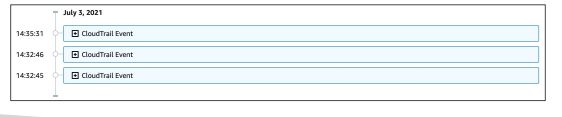 July 3, 2021
14:35:31 CloudTrail Event
14:32:46 CloudTrail Event
14:32:45 CloudTrail Event